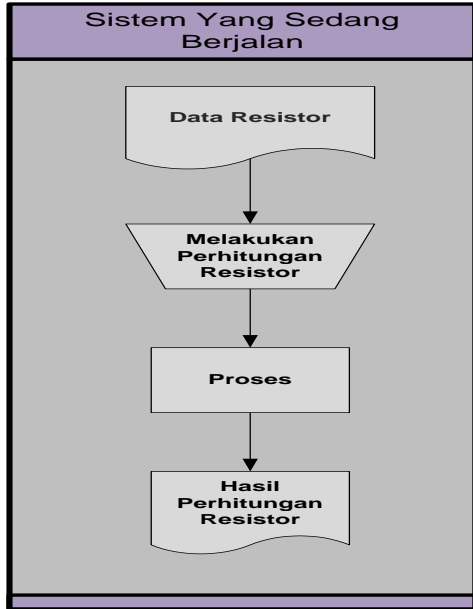 Sistem Yang Sedang
Berjalan
Data Resistor
Melakukan
Perhitungan
Resistor
Proses
Hasil
Perhitungan
Resistor